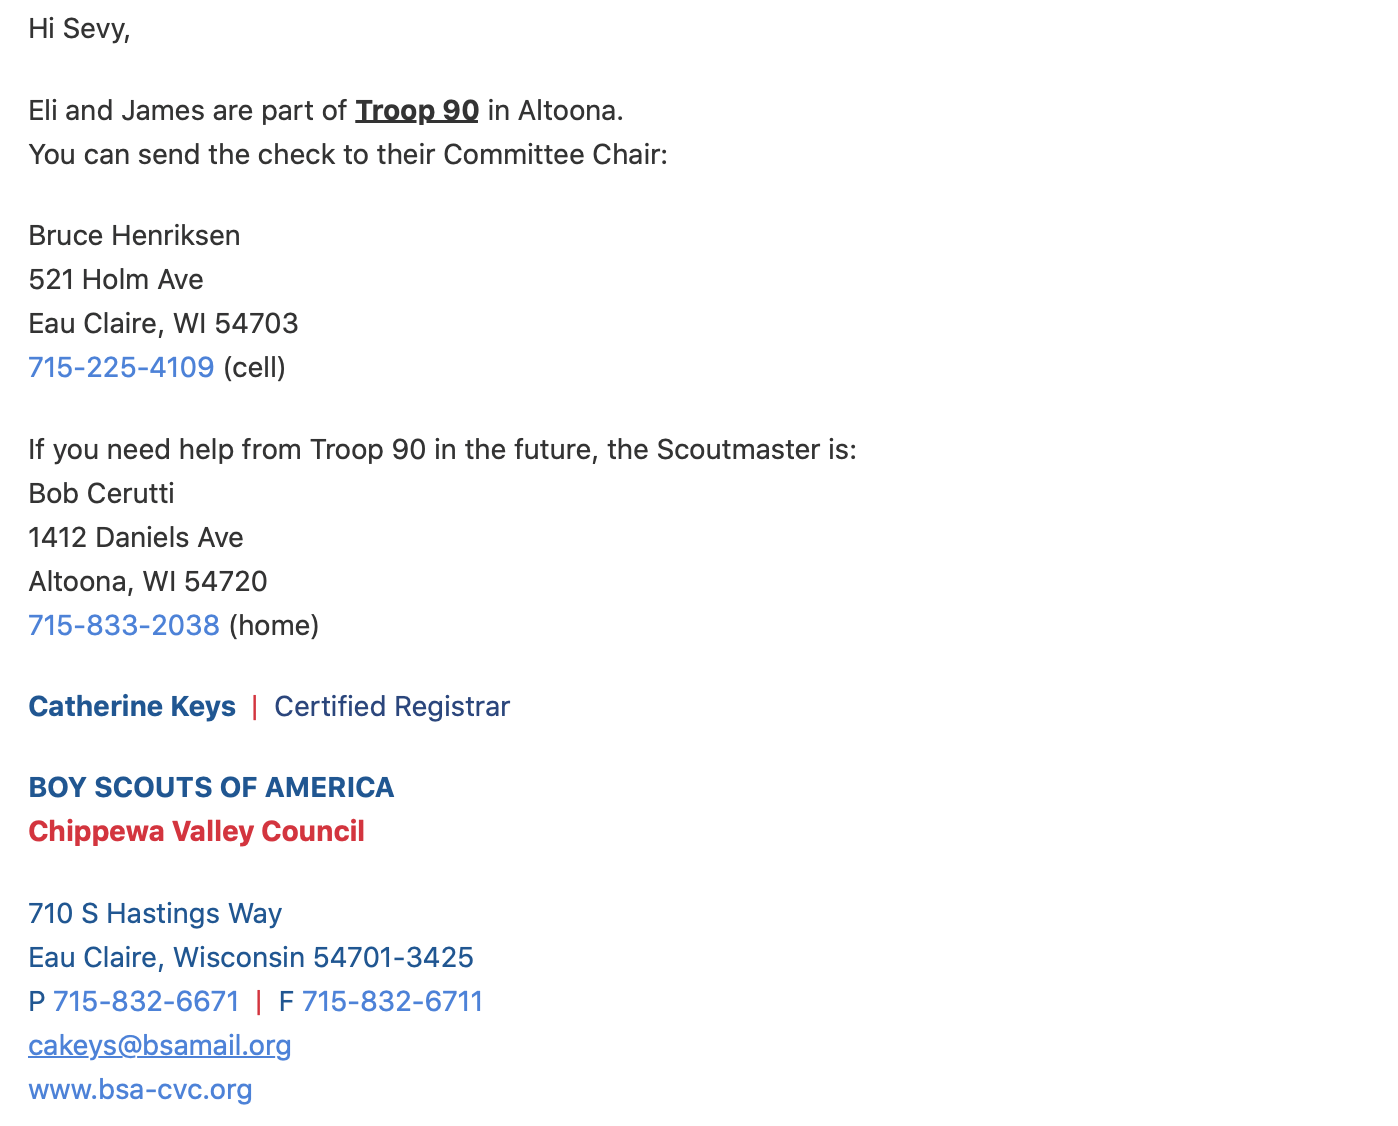 Hi Sevy,
Eli and James are part of Troop 90 in Altoona.
You can send the check to their Committee Chair:
Bruce Henriksen
521 Holm Ave
Eau Claire, WI 54703
715-225-4109 (cell)
If you need help from Troop 90 in the future, the Scoutmaster is:
Bob Cerutti
1412 Daniels Ave
Altoona, WI 54720
715-833-2038 (home)
Catherine Keys | Certified Registrar
BOY SCOUTS OF AMERICA
Chippewa Valley Council
710 S Hastings Way
Eau Claire, Wisconsin 54701-3425
P 715-832-6671 | F 715-832-6711
cakeys@bsamail.org
www.bsa-cvc.org